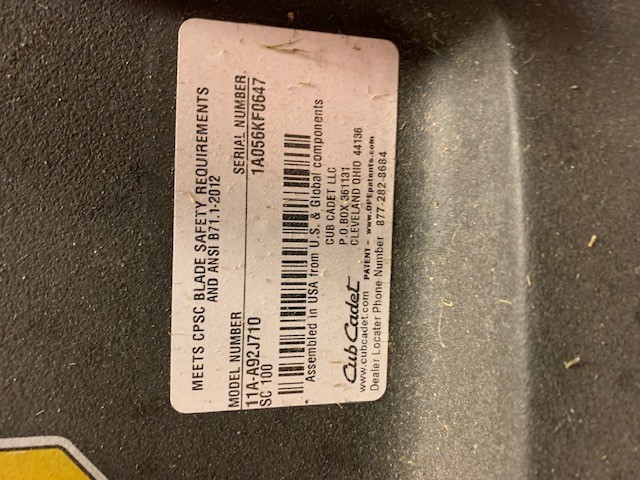 MEETS CPSC BLADE SAFETY REQUIREMENTS
AND ANSI B71.1-2012
MODEL NUMBER SERIAL NUMBER
11A-A92J710 1A056KF0647
SC 100
Assembled in USA from U.S. & Global components
CUB CADET LLC
P.O.BOX 361131
CLEVELAND OHIO 44136
Cub Cadet
www.cubcadet.com PATENT - www.OPEpatents.com
Dealer Locater Phone Number 877-282-8684